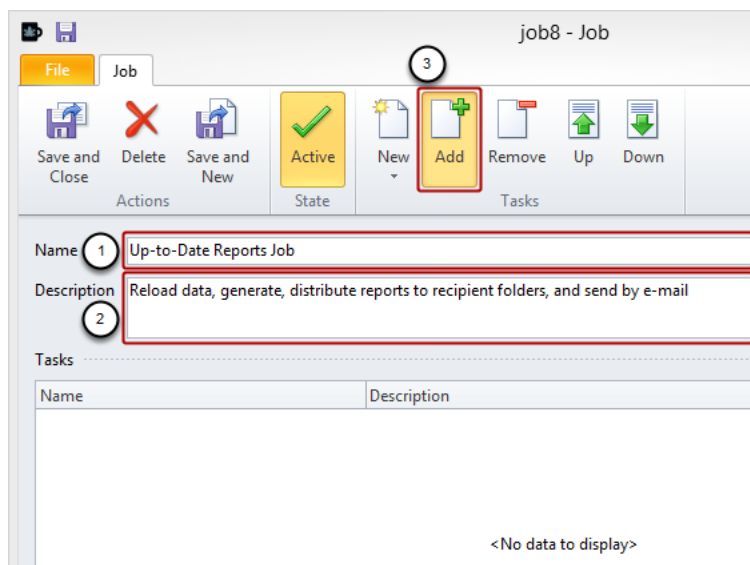 job8 - Job
File Job
3
Save and Close
Delete
Save and New
Active
New
Add
Remove
Up
Down
Actions
State
Tasks
Name 1 Up-to-Date Reports Job
Description Reload data, generate, distribute reports to recipient folders, and send by e-mail
2
Tasks
Name Description
<No data to display>